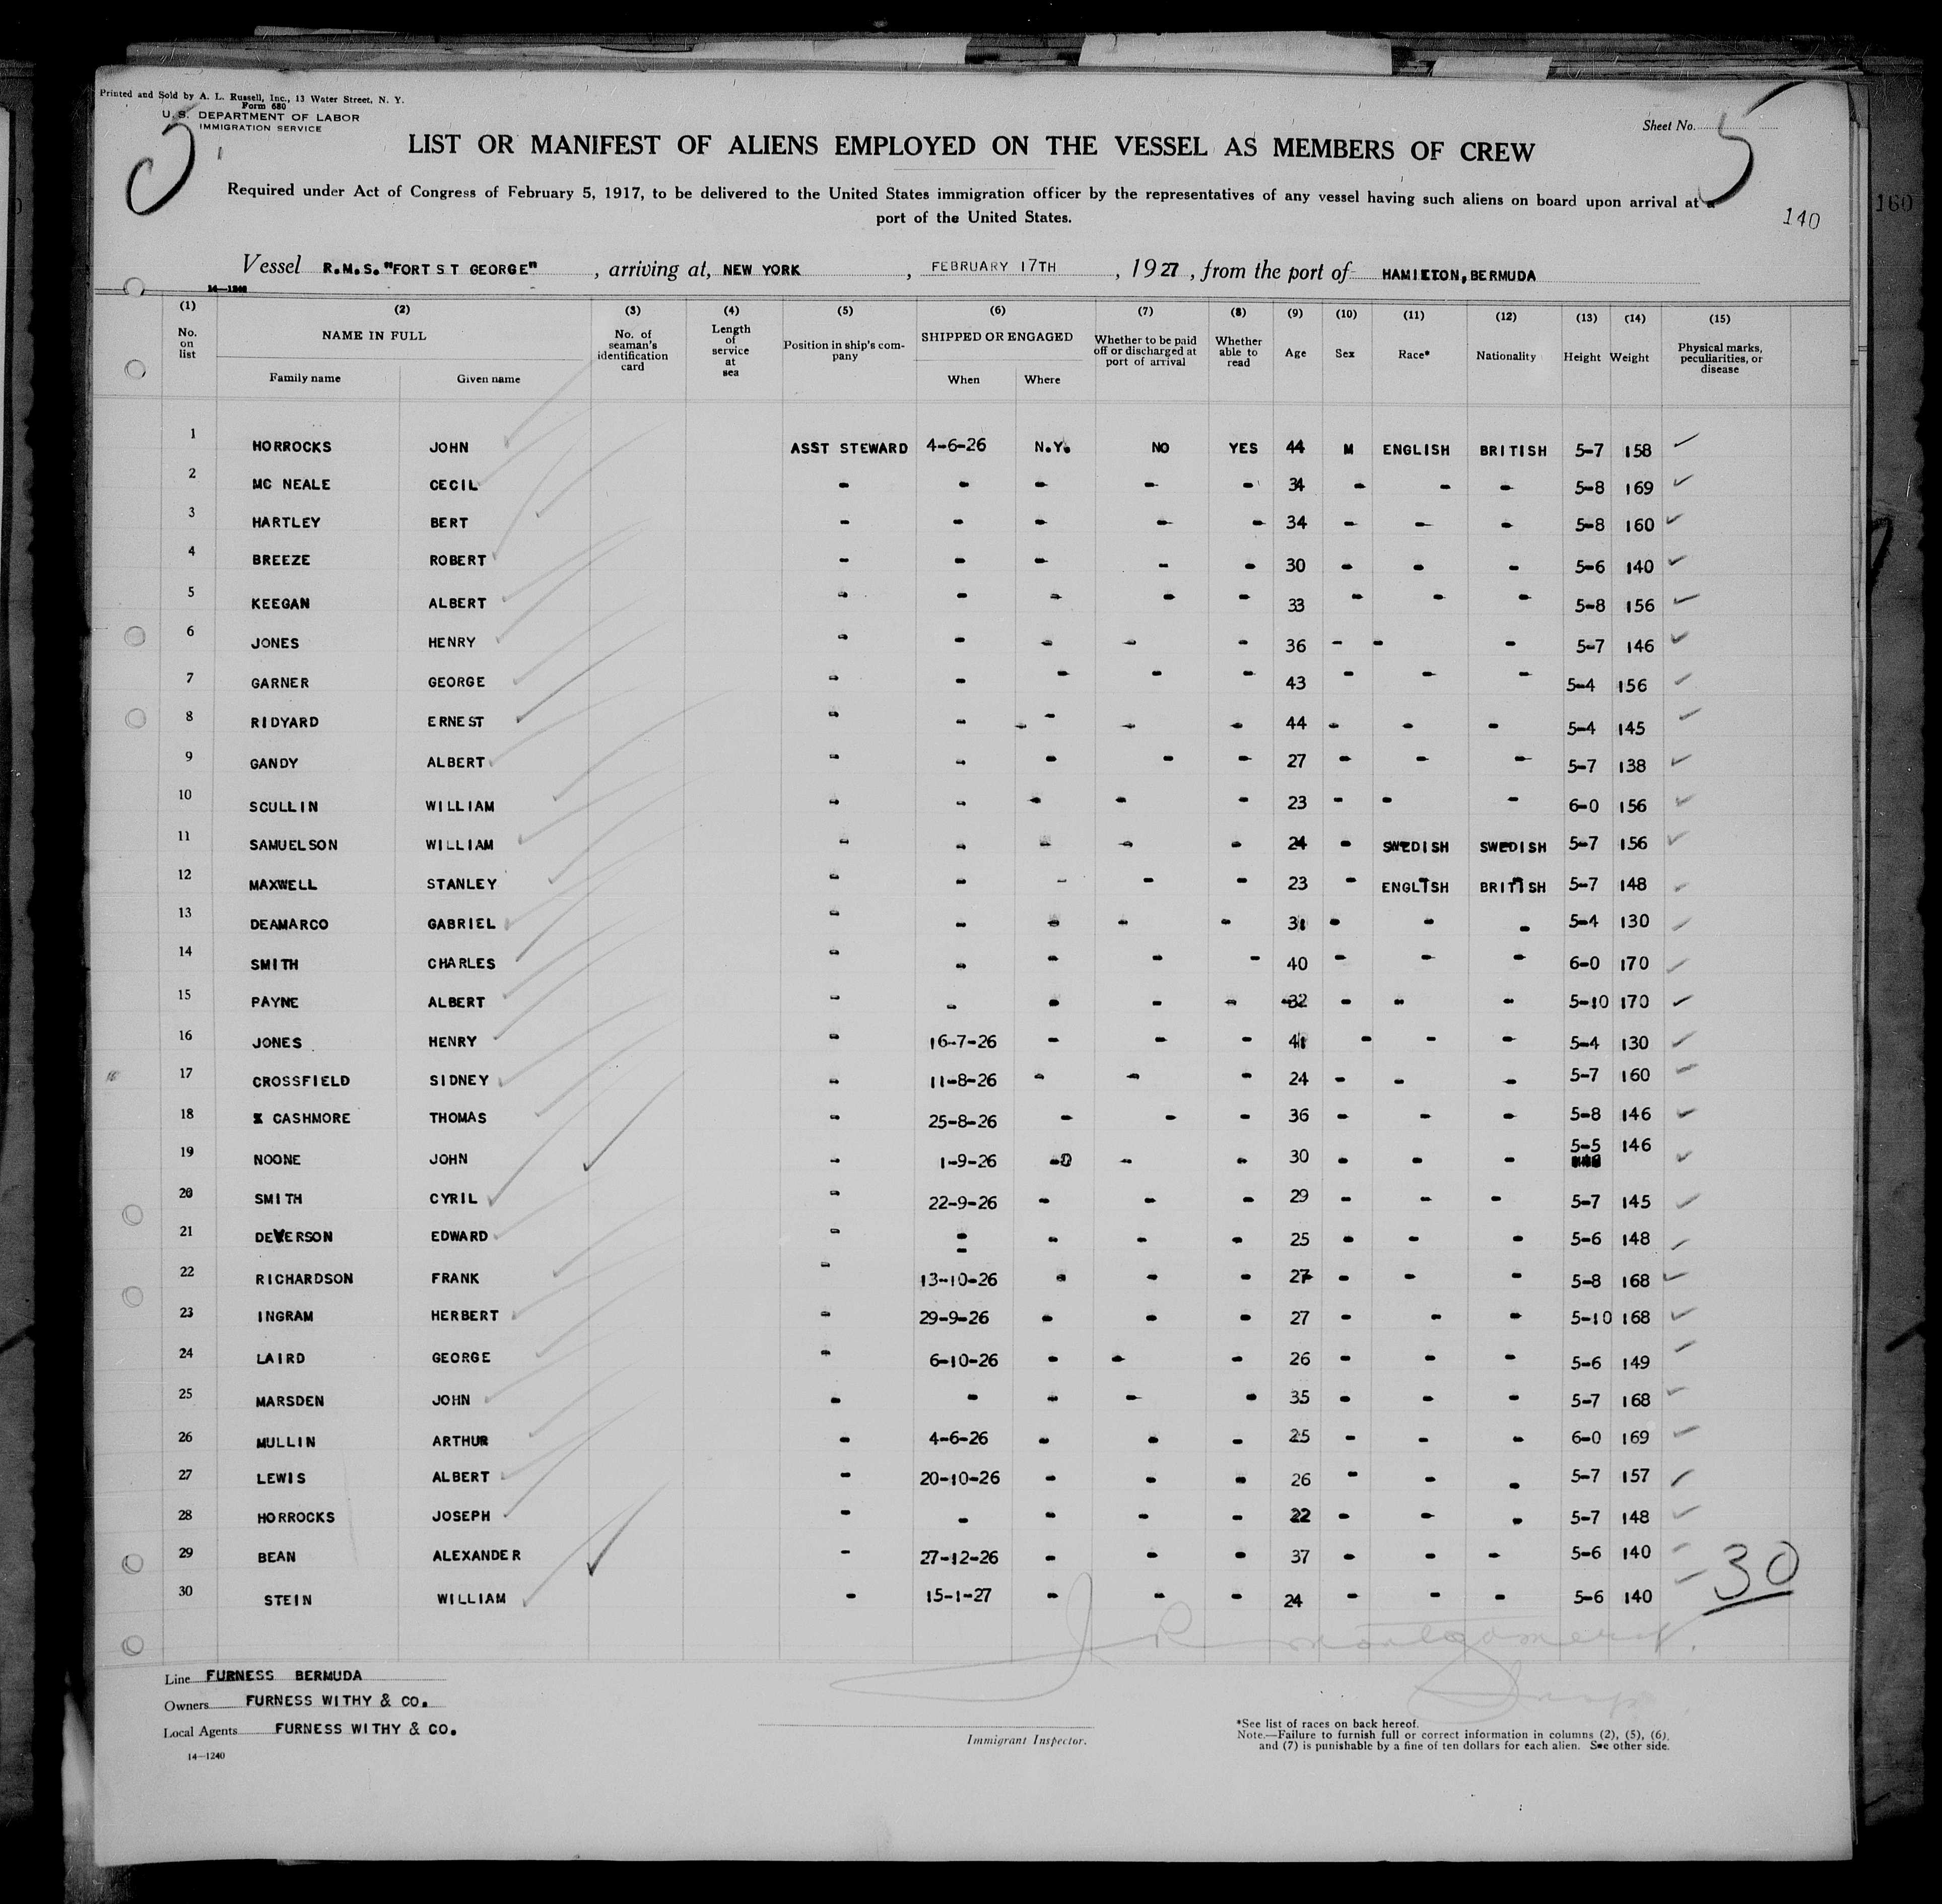 Printed and Sold by A. L. Russell, Inc., 13 Water Street, N. Y.
Form 680
U. S. DEPARTMENT OF LABOR
IMMIGRATION SERVICE
Sheet No. 5
5
LIST OR MANIFEST OF ALIENS EMPLOYED ON THE VESSEL AS MEMBERS OF CREW
Required under Act of Congress of February 5, 1917, to be delivered to the United States immigration officer by the representatives of any vessel having such aliens on board upon arrival at a
port of the United States.
140
160
Vessel R.M.S. "FORT ST GEORGE", arriving at, NEW YORK, FEBRUARY 17TH, 1927, from the port of HAMILTON, BERMUDA
14—1240
(1) (2) (3) (4) (5) (6) (7) (8) (9) (10) (11) (12) (13) (14) (15)
No. on list NAME IN FULL Family name Given name No. of seaman's identification card Length of service at sea Position in ship's company SHIPPED OR ENGAGED When Where Whether to be paid off or discharged at port of arrival Whether able to read Age Sex Race* Nationality Height Weight Physical marks, peculiarities, or disease
1 HORROCKS JOHN ASST STEWARD 4-6-26 N.Y. NO YES 44 M ENGLISH BRITISH 5-7 158
2 MC NEALE CECIL - - - - - 34 - - - 5-8 169
3 HARTLEY BERT - - - - - 34 - - - 5-8 160
4 BREEZE ROBERT - - - - - 30 - - - 5-6 140
5 KEEGAN ALBERT - - - - - 33 - - - 5-8 156
6 JONES HENRY - - - - - 36 - - - 5-7 146
7 GARNER GEORGE - - - - - 43 - - - 5-4 156
8 RIDYARD ERNEST - - - - - 44 - - - 5-4 145
9 GANDY ALBERT - - - - - 27 - - - 5-7 138
10 SCULLIN WILLIAM - - - - - 23 - - - 6-0 156
11 SAMUELSON WILLIAM - - - - - 24 - SWEDISH SWEDISH 5-7 156
12 MAXWELL STANLEY - - - - - 23 - ENGLISH BRITISH 5-7 148
13 DEAMARCO GABRIEL - - - - - 31 - - - 5-4 130
14 SMITH CHARLES - - - - - 40 - - - 6-0 170
15 PAYNE ALBERT - - - - - 32 - - - 5-10 170
16 JONES HENRY - 16-7-26 - - - 41 - - - 5-4 130
17 CROSSFIELD SIDNEY - 11-8-26 - - - 24 - - - 5-7 160
18 CASHMORE THOMAS - 25-8-26 - - - 36 - - - 5-8 146
19 NOONE JOHN - 1-9-26 - - - 30 - - - 5-5 146
20 SMITH CYRIL - 22-9-26 - - - 29 - - - 5-7 145
21 DEVERSON EDWARD - - - - - 25 - - - 5-6 148
22 RICHARDSON FRANK - 13-10-26 - - - 27 - - - 5-8 168
23 INGRAM HERBERT - 29-9-26 - - - 27 - - - 5-10 168
24 LAIRD GEORGE - 6-10-26 - - - 26 - - - 5-6 149
25 MARSDEN JOHN - - - - - 35 - - - 5-7 168
26 MULLIN ARTHUR - 4-6-26 - - - 25 - - - 6-0 169
27 LEWIS ALBERT - 20-10-26 - - - 26 - - - 5-7 157
28 HORROCKS JOSEPH - - - - - 22 - - - 5-7 148
29 BEAN ALEXANDER - 27-12-26 - - - 37 - - - 5-6 140
30 STEIN WILLIAM - 15-1-27 - - - 24 - - - 5-6 140
30
J R Montgomery
Insp.
Line FURNESS BERMUDA
Owners FURNESS WITHY & CO.
Local Agents FURNESS WITHY & CO.
14—1240
Immigrant Inspector.
*See list of races on back hereof.
Note.—Failure to furnish full or correct information in columns (2), (5), (6),
and (7) is punishable by a fine of ten dollars for each alien. See other side.